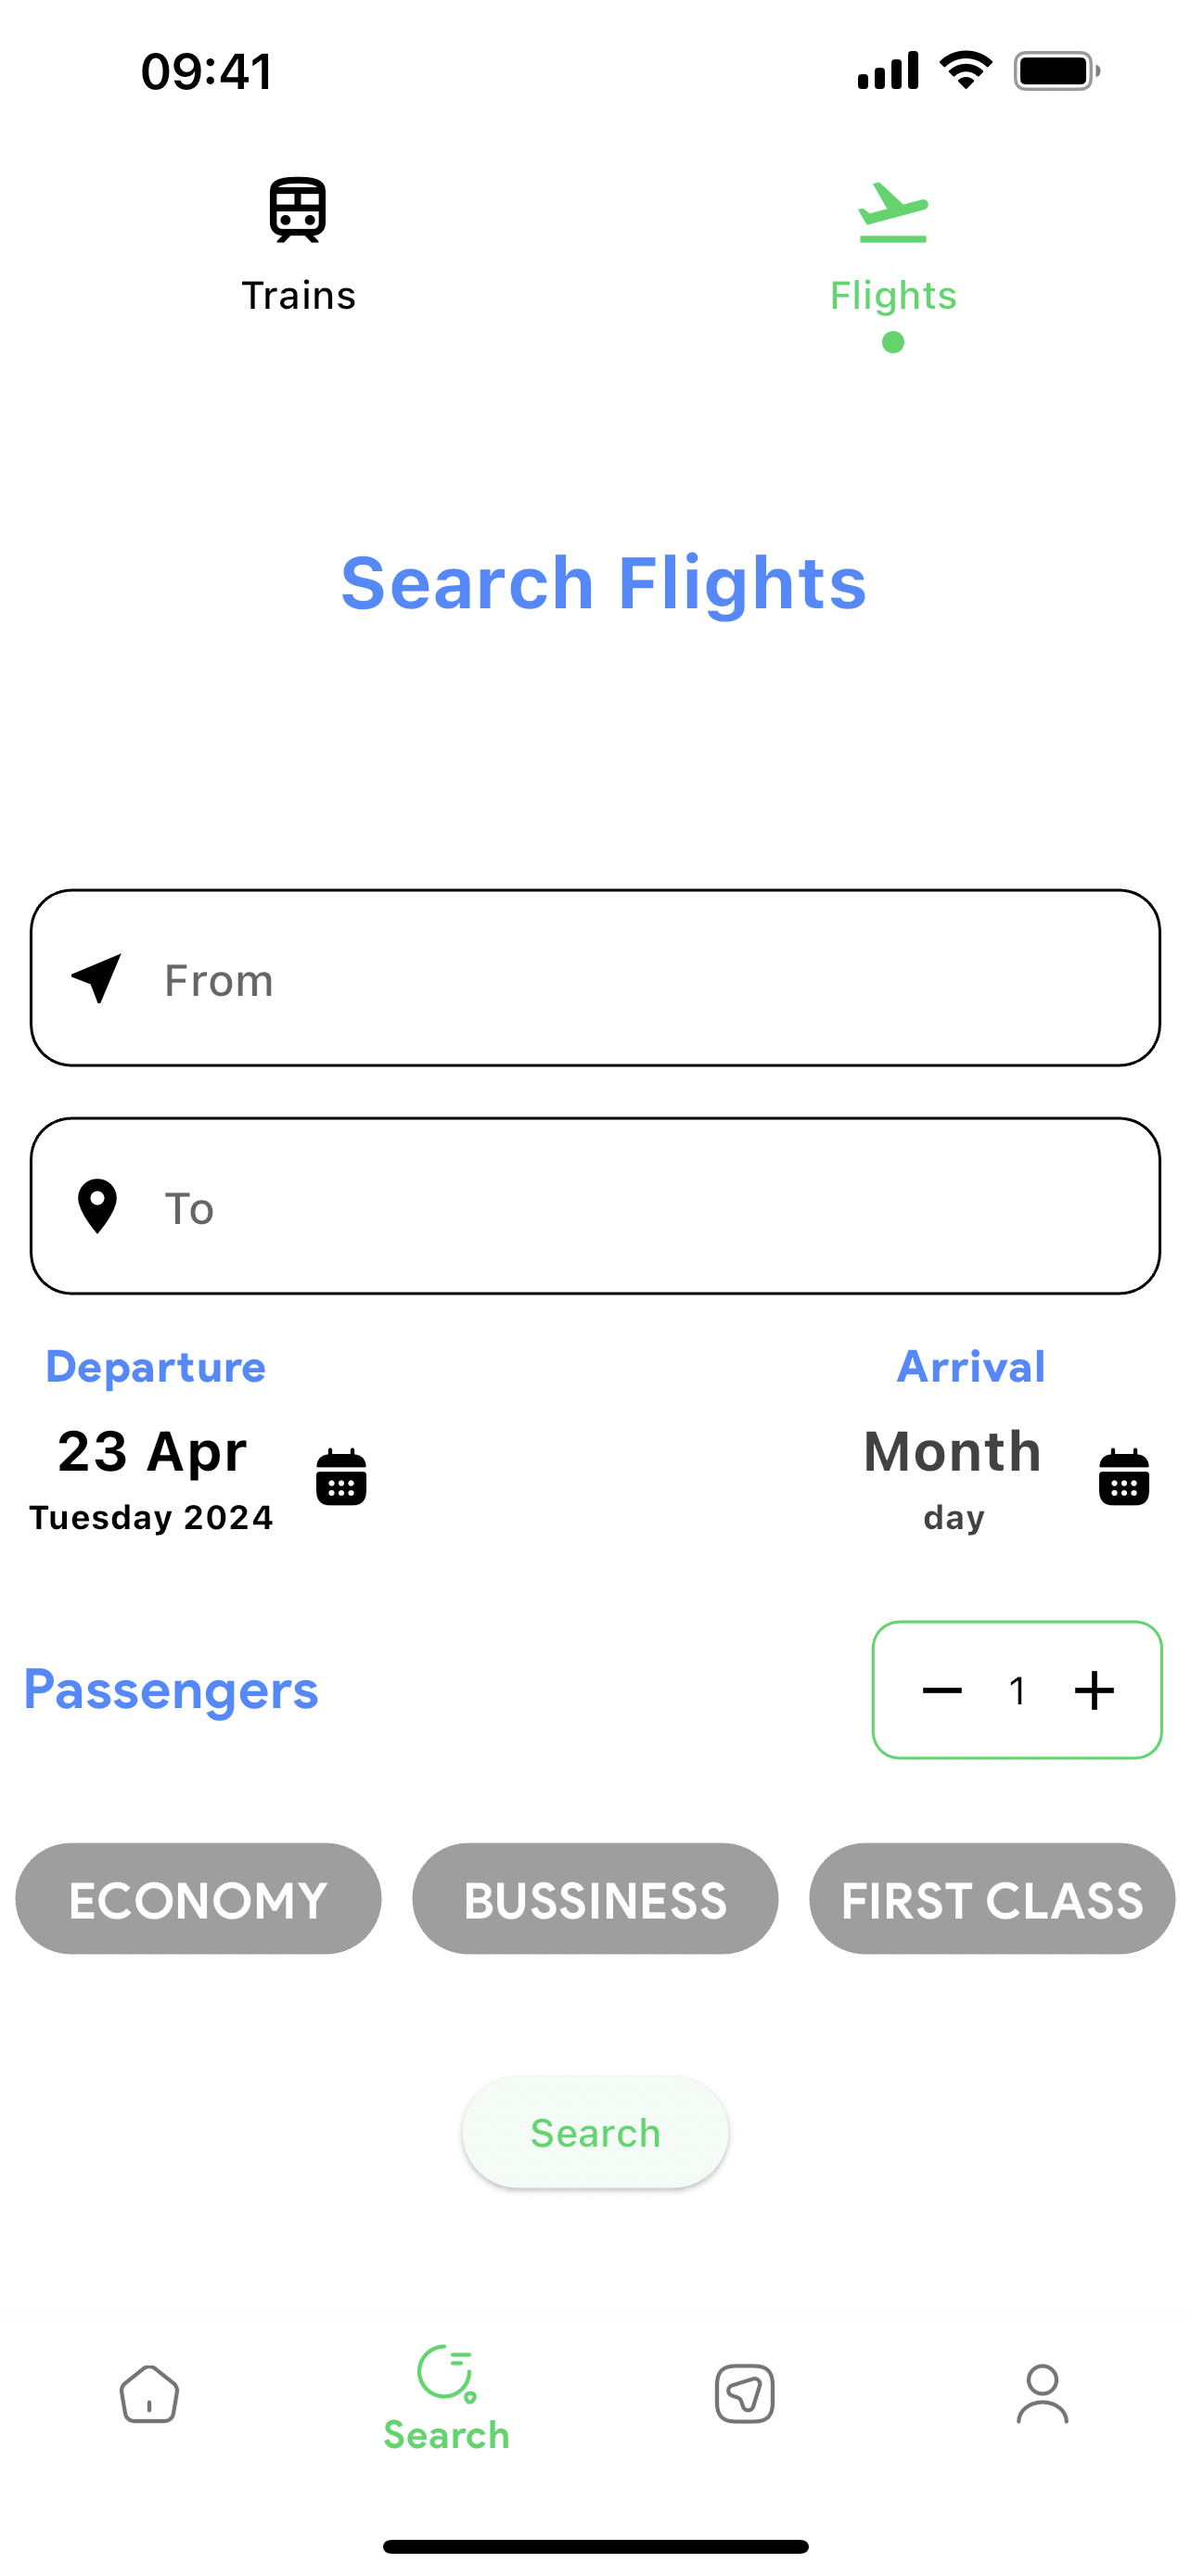 09:41
Trains
Flights
Search Flights
From
To
Departure
Arrival
23 Apr
Month
Tuesday 2024
day
Passengers
1
ECONOMY
BUSSINESS
FIRST CLASS
Search
Search